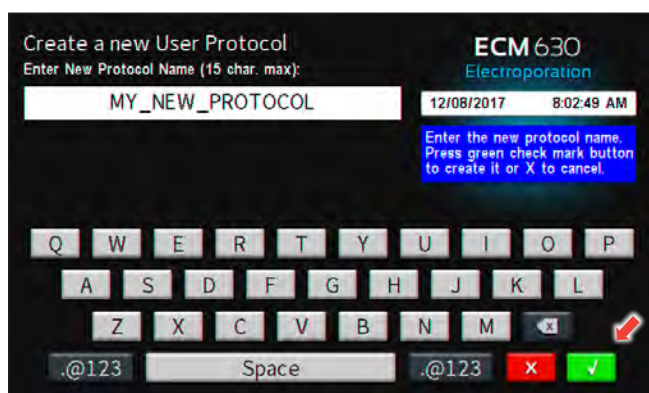 Create a new User Protocol
Enter New Protocol Name (15 char. max):
MY_NEW_PROTOCOL
ECM 630
Electroporation
12/08/2017 8:02:49 AM
Enter the new protocol name.
Press green check mark button
to create it or X to cancel.
Q W E R T Y U I O P
A S D F G H J K L
Z X C V B N M x
.@123 Space .@123 X √